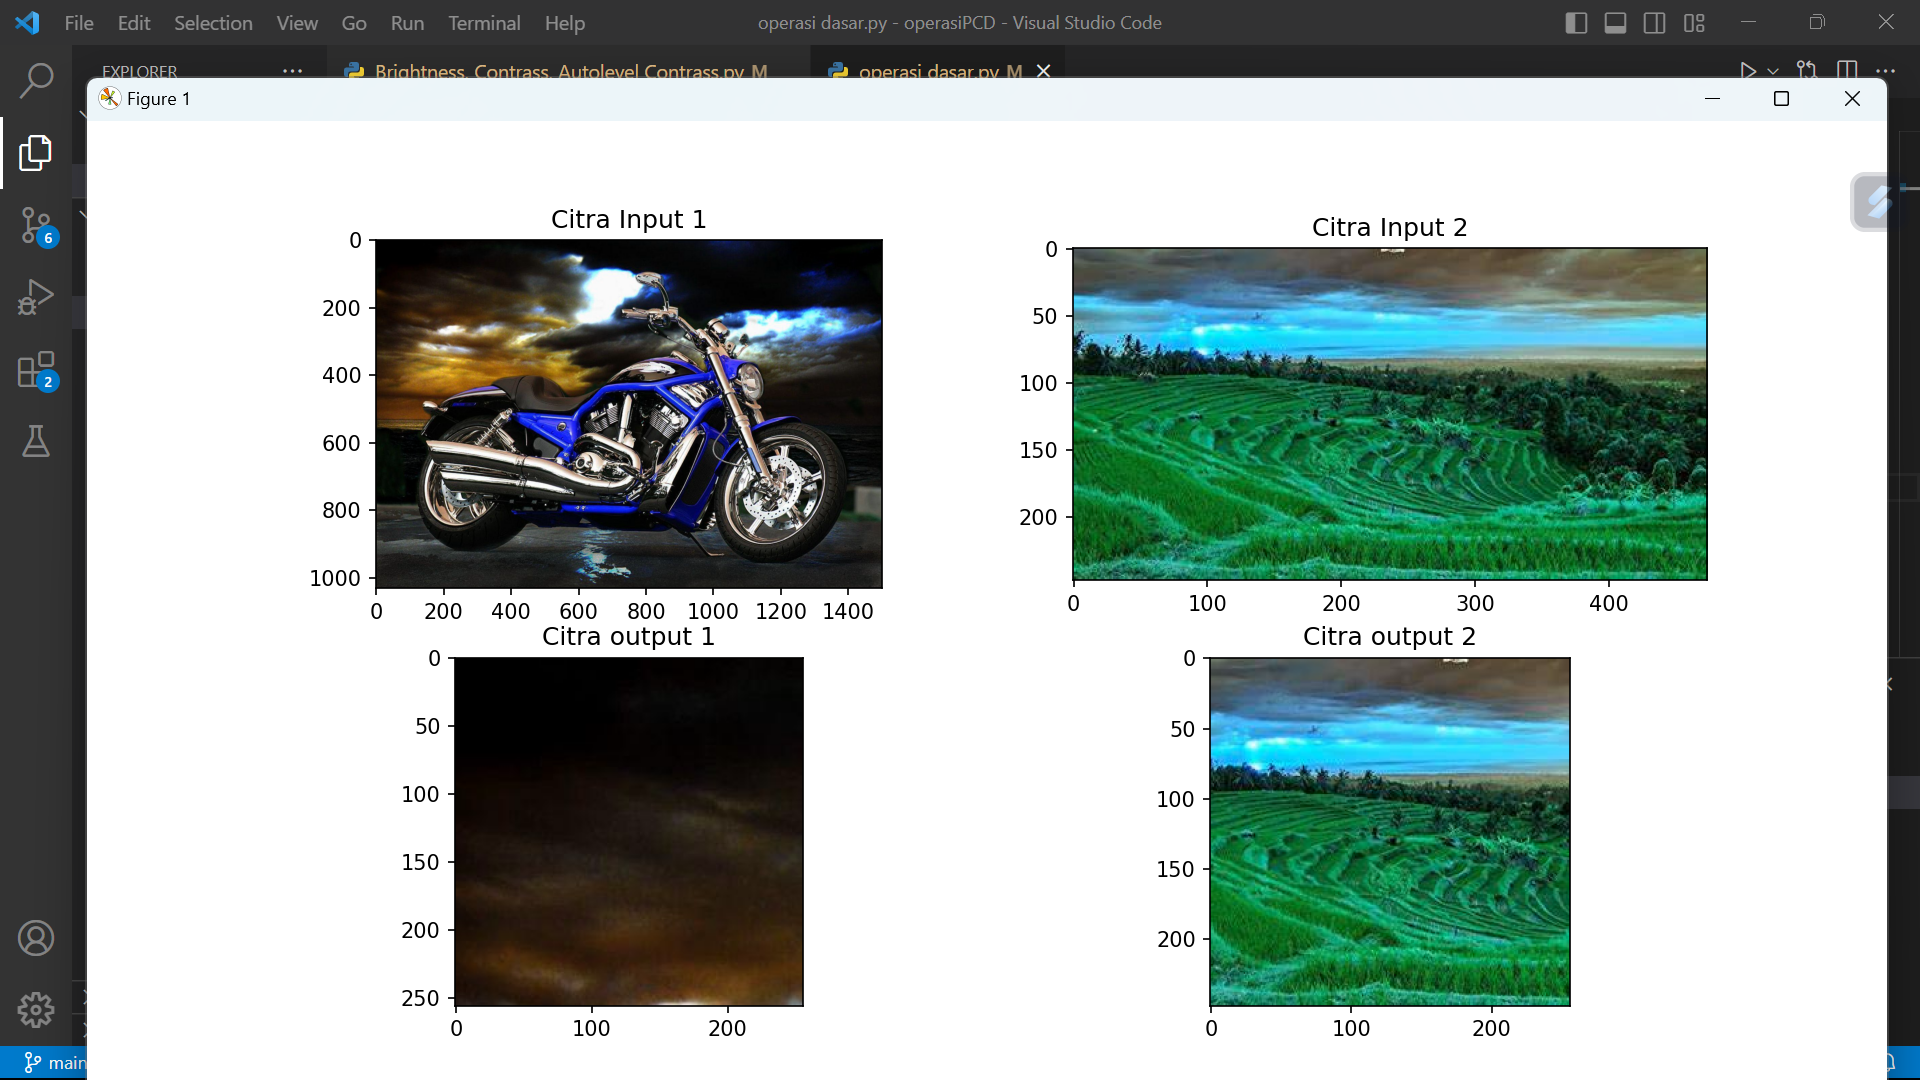 File Edit Selection View Go Run Terminal Help
operasi dasar.py - operasiPCD - Visual Studio Code
EXPLORER
Brightness, Contrass, Autolevel Contrass.py M
operasi dasar.py M
Figure 1
6
2
Citra Input 1
0
200
400
600
800
1000
0 200 400 600 800 1000 1200 1400
Citra Input 2
0
50
100
150
200
0 100 200 300 400
Citra output 1
0
50
100
150
200
250
0 100 200
Citra output 2
0
50
100
150
200
0 100 200
main